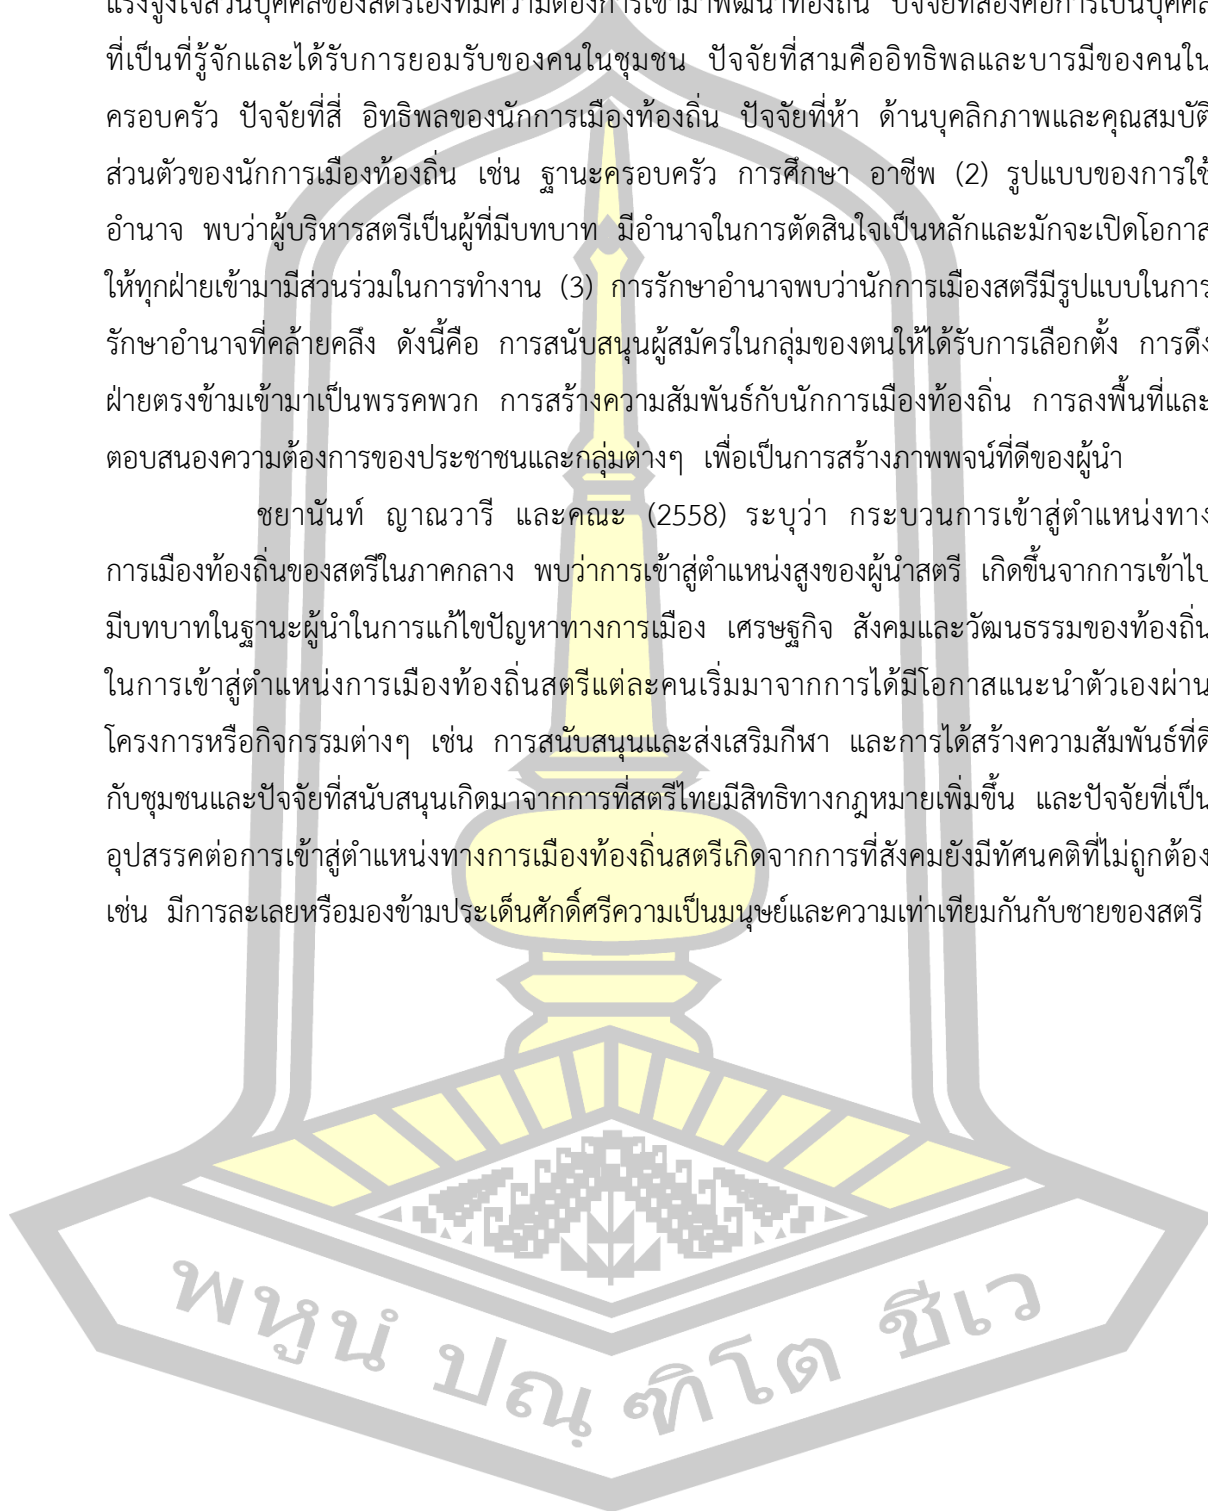 แรงจูงใจส่วนบุคคลของสตรีเองที่มีความต้องการเข้ามาพัฒนาท้องถิ่น ปัจจัยที่สองคือการเป็นบุคคล
ที่เป็นที่รู้จักและได้รับการยอมรับของคนในชุมชน ปัจจัยที่สามคืออิทธิพลและบารมีของคนใน
ครอบครัว ปัจจัยที่สี่ อิทธิพลของนักการเมืองท้องถิ่น ปัจจัยที่ห้า ด้านบุคลิกภาพและคุณสมบัติ
ส่วนตัวของนักการเมืองท้องถิ่น เช่น ฐานะครอบครัว การศึกษา อาชีพ (2) รูปแบบของการใช้
อำนาจ พบว่าผู้บริหารสตรีเป็นผู้ที่มีบทบาท มีอำนาจในการตัดสินใจเป็นหลักและมักจะเปิดโอกาส
ให้ทุกฝ่ายเข้ามามีส่วนร่วมในการทำงาน (3) การรักษาอำนาจพบว่านักการเมืองสตรีมีรูปแบบในการ
รักษาอำนาจที่คล้ายคลึง ดังนี้คือ การสนับสนุนผู้สมัครในกลุ่มของตนให้ได้รับการเลือกตั้ง การดึง
ฝ่ายตรงข้ามเข้ามาเป็นพรรคพวก การสร้างความสัมพันธ์กับนักการเมืองท้องถิ่น การลงพื้นที่และ
ตอบสนองความต้องการของประชาชนและกลุ่มต่างๆ เพื่อเป็นการสร้างภาพพจน์ที่ดีของผู้นำ
ชยานันท์ ญาณวารี และคณะ (2558) ระบุว่า กระบวนการเข้าสู่ตำแหน่งทาง
การเมืองท้องถิ่นของสตรีในภาคกลาง พบว่าการเข้าสู่ตำแหน่งสูงของผู้นำสตรี เกิดขึ้นจากการเข้าไป
มีบทบาทในฐานะผู้นำในการแก้ไขปัญหาทางการเมือง เศรษฐกิจ สังคมและวัฒนธรรมของท้องถิ่น
ในการเข้าสู่ตำแหน่งการเมืองท้องถิ่นสตรีแต่ละคนเริ่มมาจากการได้มีโอกาสแนะนำตัวเองผ่าน
โครงการหรือกิจกรรมต่างๆ เช่น การสนับสนุนและส่งเสริมกีฬา และการได้สร้างความสัมพันธ์ที่ดี
กับชุมชนและปัจจัยที่สนับสนุนเกิดมาจากการที่สตรีไทยมีสิทธิทางกฎหมายเพิ่มขึ้น และปัจจัยที่เป็น
อุปสรรคต่อการเข้าสู่ตำแหน่งทางการเมืองท้องถิ่นสตรีเกิดจากการที่สังคมยังมีทัศนคติที่ไม่ถูกต้อง
เช่น มีการละเลยหรือมองข้ามประเด็นศักดิ์ศรีความเป็นมนุษย์และความเท่าเทียมกันกับชายของสตรี
พหูนํ ปณฺฑิโต ชีเว